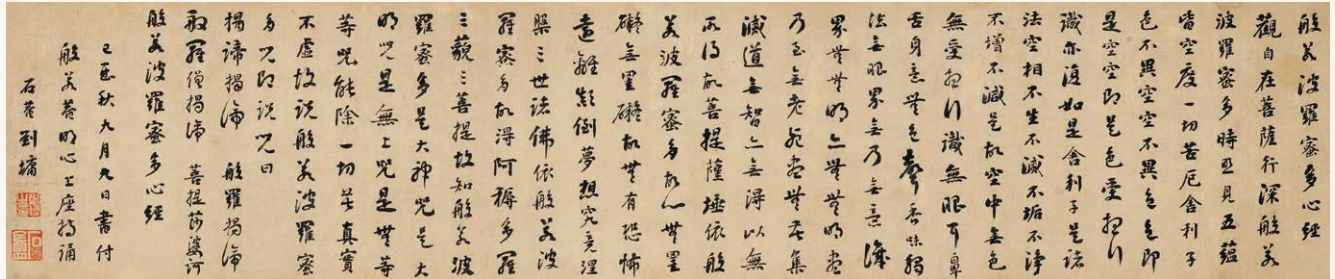 般若波羅蜜多心經
觀自在菩薩行深般若
波羅蜜多時照見五蘊
皆空度一切苦厄舍利子
色不異空空不異色色即
是空空即是色受想行
識亦復如是舍利子是諸
法空相不生不滅不垢不淨
不增不減是故空中無色
無受想行識無眼耳鼻
舌身意無色聲香味觸
法無眼界無乃無意識
界無無明亦無無明盡
乃至無老死盡無苦集
滅道無智亦無得以無
所得故菩提薩埵依般
若波羅蜜多故心無罣
礙無罣礙故無有恐怖
遠離顛倒夢想究竟涅
槃三世諸佛依般若波
羅蜜多故得阿耨多羅
三藐三菩提故知般若波
羅蜜多是大神咒是大
明咒是無上咒是無等
等咒能除一切苦真實
不虛故說般若波羅蜜
多咒即說咒曰
揭諦揭諦 般羅揭諦
般羅僧揭諦 菩提莎婆訶
般若波羅蜜多心經
己巳秋九月九日書付
般若菴明心上座持誦
石菴劉墉